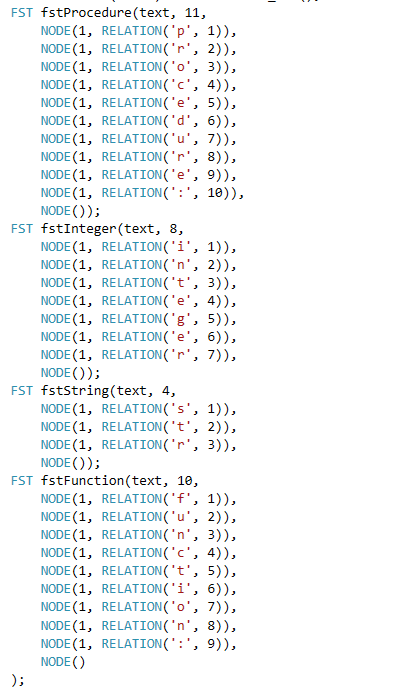 FST fstProcedure(text, 11,
    NODE(1, RELATION('p', 1)),
    NODE(1, RELATION('r', 2)),
    NODE(1, RELATION('o', 3)),
    NODE(1, RELATION('c', 4)),
    NODE(1, RELATION('e', 5)),
    NODE(1, RELATION('d', 6)),
    NODE(1, RELATION('u', 7)),
    NODE(1, RELATION('r', 8)),
    NODE(1, RELATION('e', 9)),
    NODE(1, RELATION(':', 10)),
    NODE());
FST fstInteger(text, 8,
    NODE(1, RELATION('i', 1)),
    NODE(1, RELATION('n', 2)),
    NODE(1, RELATION('t', 3)),
    NODE(1, RELATION('e', 4)),
    NODE(1, RELATION('g', 5)),
    NODE(1, RELATION('e', 6)),
    NODE(1, RELATION('r', 7)),
    NODE());
FST fstString(text, 4,
    NODE(1, RELATION('s', 1)),
    NODE(1, RELATION('t', 2)),
    NODE(1, RELATION('r', 3)),
    NODE());
FST fstFunction(text, 10,
    NODE(1, RELATION('f', 1)),
    NODE(1, RELATION('u', 2)),
    NODE(1, RELATION('n', 3)),
    NODE(1, RELATION('c', 4)),
    NODE(1, RELATION('t', 5)),
    NODE(1, RELATION('i', 6)),
    NODE(1, RELATION('o', 7)),
    NODE(1, RELATION('n', 8)),
    NODE(1, RELATION(':', 9)),
    NODE()
);